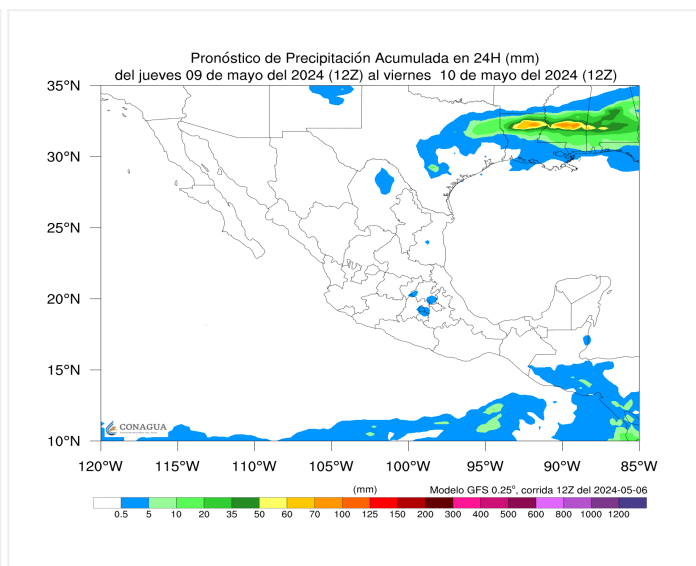 Pronóstico de Precipitación Acumulada en 24H (mm)
del jueves 09 de mayo del 2024 (12Z) al viernes 10 de mayo del 2024 (12Z)
35°N
30°N
25°N
20°N
15°N
10°N
CONAGUA
120°W 115°W 110°W 105°W 100°W 95°W 90°W 85°W
(mm) Modelo GFS 0.25°, corrida 12Z del 2024-05-06
0.5 5 10 20 35 50 60 70 100 125 150 200 300 400 500 600 800 1000 1200